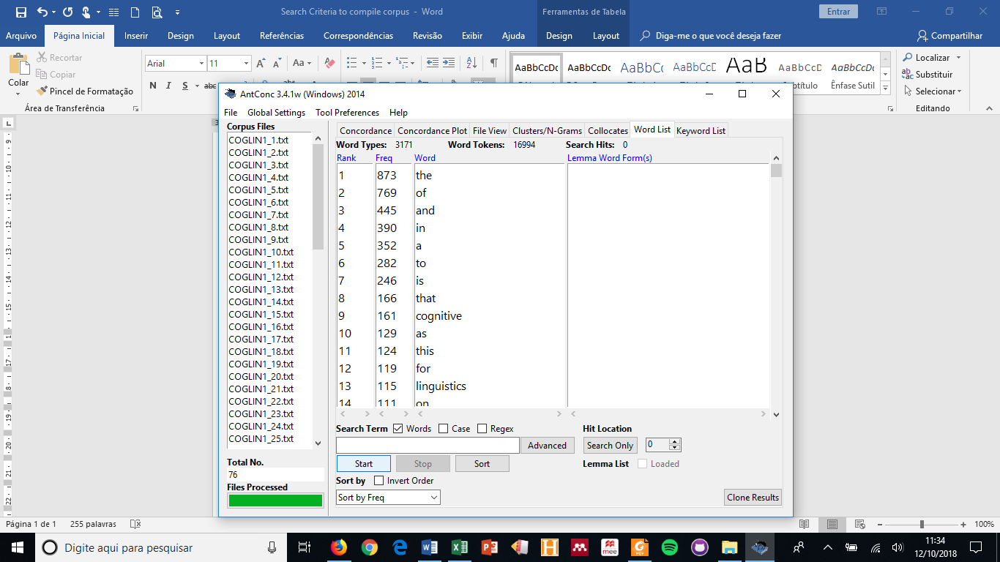 Search Criteria to compile corpus - Word
Ferramentas de Tabela
Entrar
Arquivo Página Inicial Inserir Design Layout Referências Correspondências Revisão Exibir Ajuda Design Layout Diga-me o que você deseja fazer Compartilhar
Colar
Recortar
Copiar
Pincel de Formatação
Área de Transferência
Arial 11
N I S abc
AaBbCcDc AaBbCcDc AaBbCc AaBbCcD AaB AaBbCcD AaBbCcDc
Ênfase Sutil
Localizar
Substituir
Selecionar
Editando
AntConc 3.4.1w (Windows) 2014
File Global Settings Tool Preferences Help
Corpus Files
COGLIN1_1.txt
COGLIN1_2.txt
COGLIN1_3.txt
COGLIN1_4.txt
COGLIN1_5.txt
COGLIN1_6.txt
COGLIN1_7.txt
COGLIN1_8.txt
COGLIN1_9.txt
COGLIN1_10.txt
COGLIN1_11.txt
COGLIN1_12.txt
COGLIN1_13.txt
COGLIN1_14.txt
COGLIN1_15.txt
COGLIN1_16.txt
COGLIN1_17.txt
COGLIN1_18.txt
COGLIN1_19.txt
COGLIN1_20.txt
COGLIN1_21.txt
COGLIN1_22.txt
COGLIN1_23.txt
COGLIN1_24.txt
COGLIN1_25.txt
Total No.
76
Files Processed
Concordance Concordance Plot File View Clusters/N-Grams Collocates Word List Keyword List
Word Types: 3171 Word Tokens: 16994 Search Hits: 0
Rank Freq Word Lemma Word Form(s)
1 873 the
2 769 of
3 445 and
4 390 in
5 352 a
6 282 to
7 246 is
8 166 that
9 161 cognitive
10 129 as
11 124 this
12 119 for
13 115 linguistics
14 111 on
Search Term Words Case Regex Hit Location
Advanced Search Only 0
Start Stop Sort Lemma List Loaded
Sort by Invert Order
Sort by Freq Clone Results
Página 1 de 1 255 palavras 100%
Digite aqui para pesquisar
11:34
12/10/2018